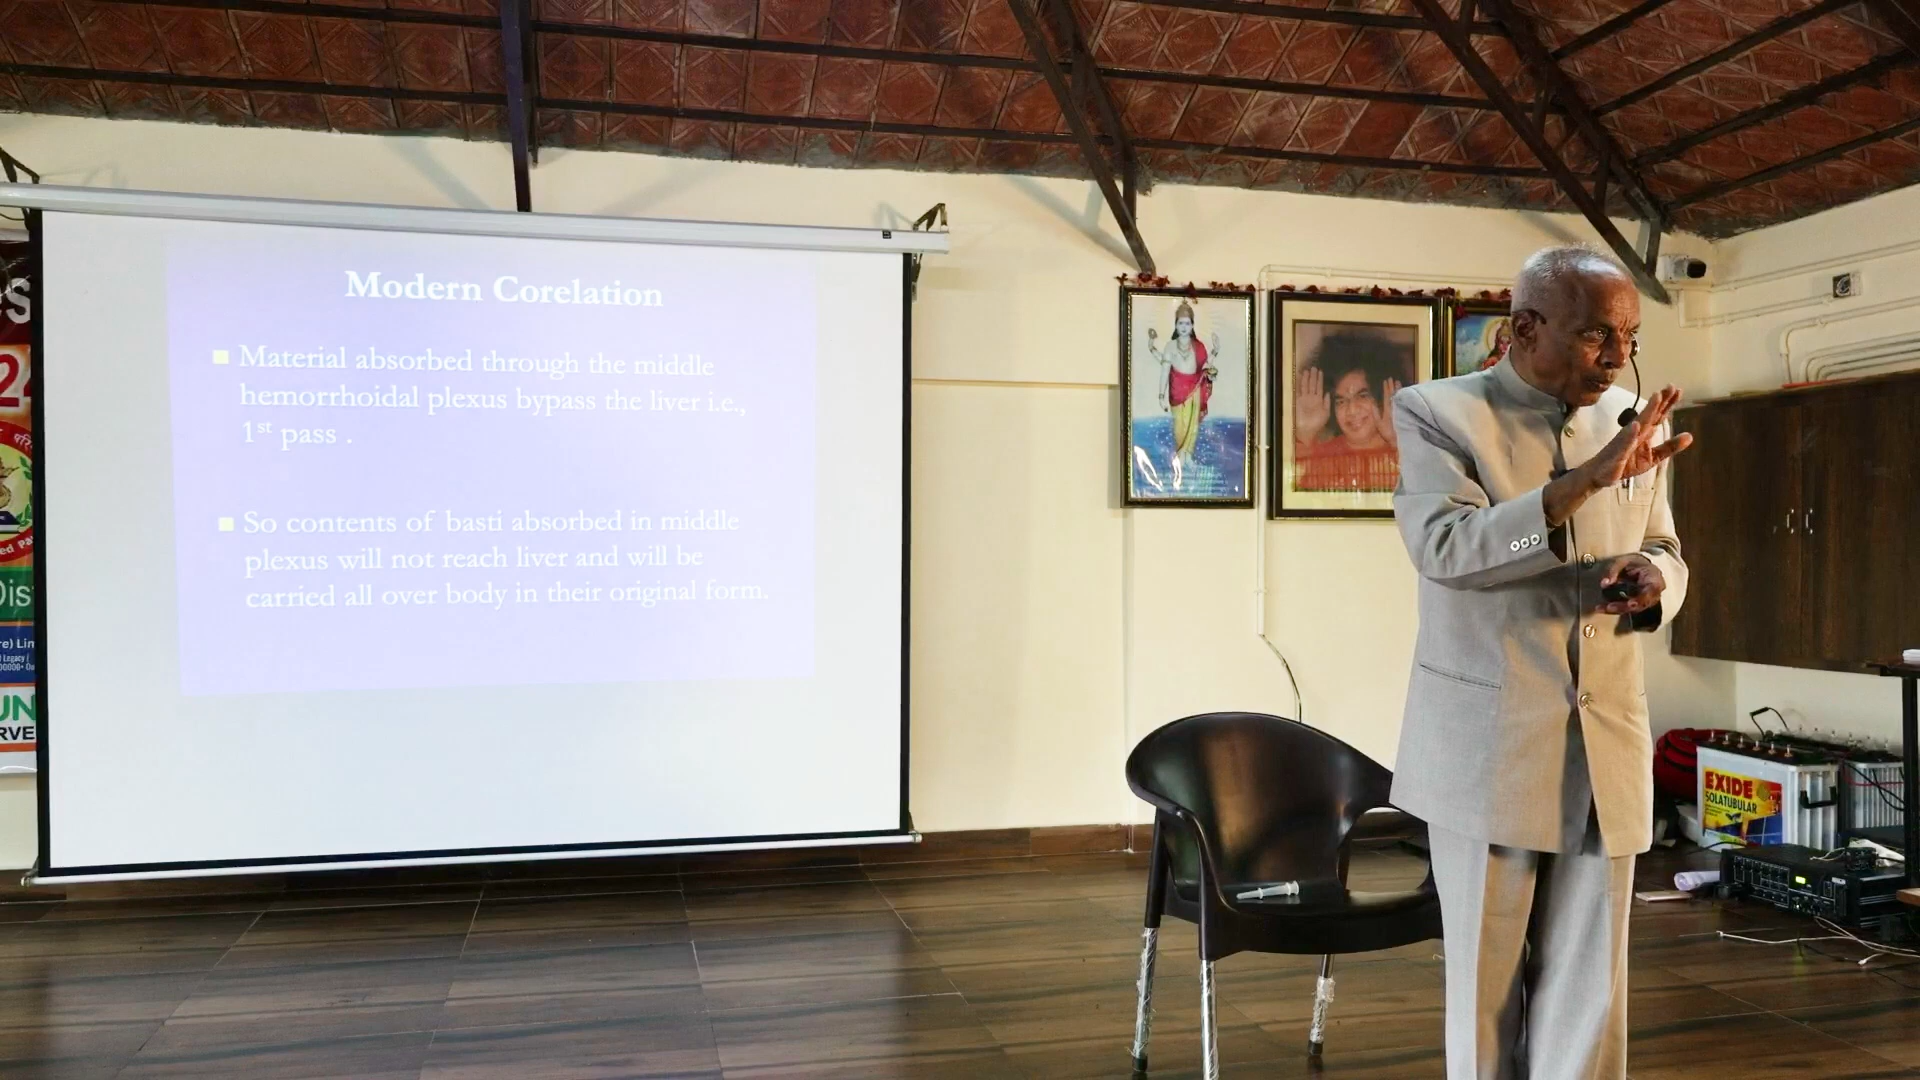 Modern Corelation
Material absorbed through the middle
hemorrhoidal plexus bypass the liver i.e.,
1st pass .
So contents of basti absorbed in middle
plexus will not reach liver and will be
carried all over body in their original form.
EXIDE
SOLATUBULAR